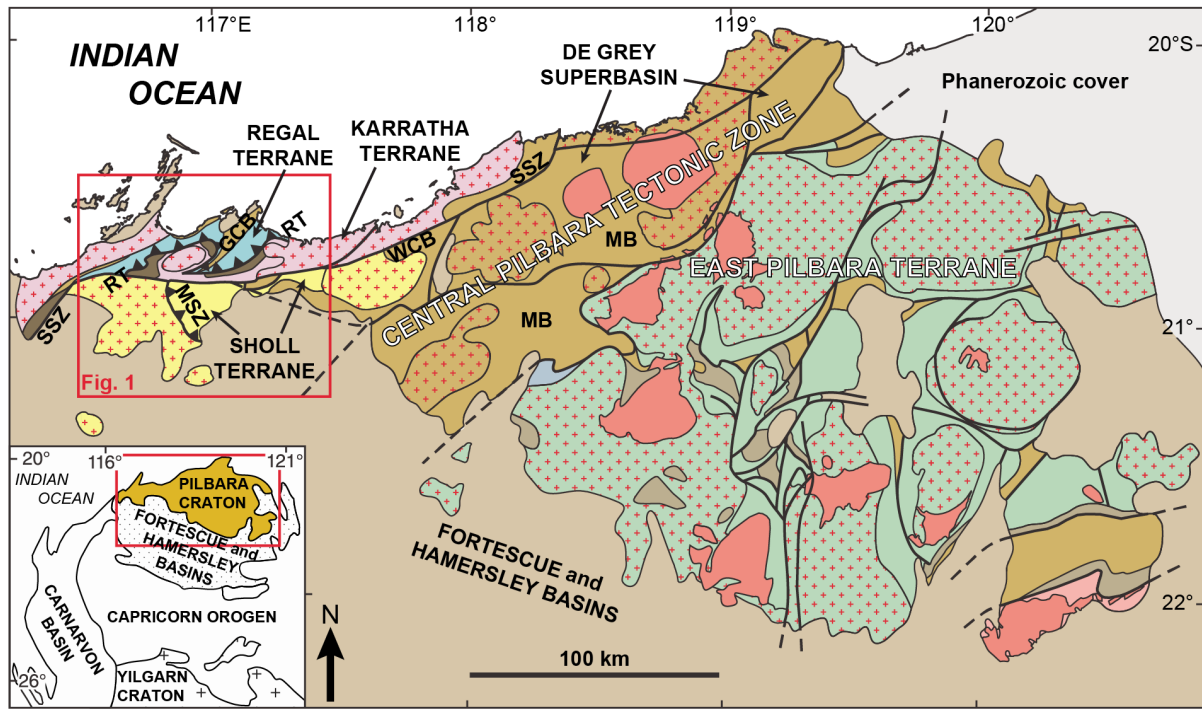 117°E
118°
119°
120°
20°S
INDIAN
OCEAN
DE GREY
SUPERBASIN
Phanerozoic cover
REGAL
TERRANE
KARRATHA
TERRANE
SSZ
CENTRAL PILBARA TECTONIC ZONE
GCB
RT
WCB
MB
EAST PILBARA TERRANE
RT
MSZ
SSZ
MB
21°
SHOLL
TERRANE
Fig. 1
FORTESCUE and
HAMERSLEY BASINS
22°
20°
116°
121°
INDIAN
OCEAN
PILBARA
CRATON
FORTESCUE and
HAMERSLEY
BASINS
CARNARVON
BASIN
CAPRICORN OROGEN
YILGARN
CRATON
26°
N
100 km